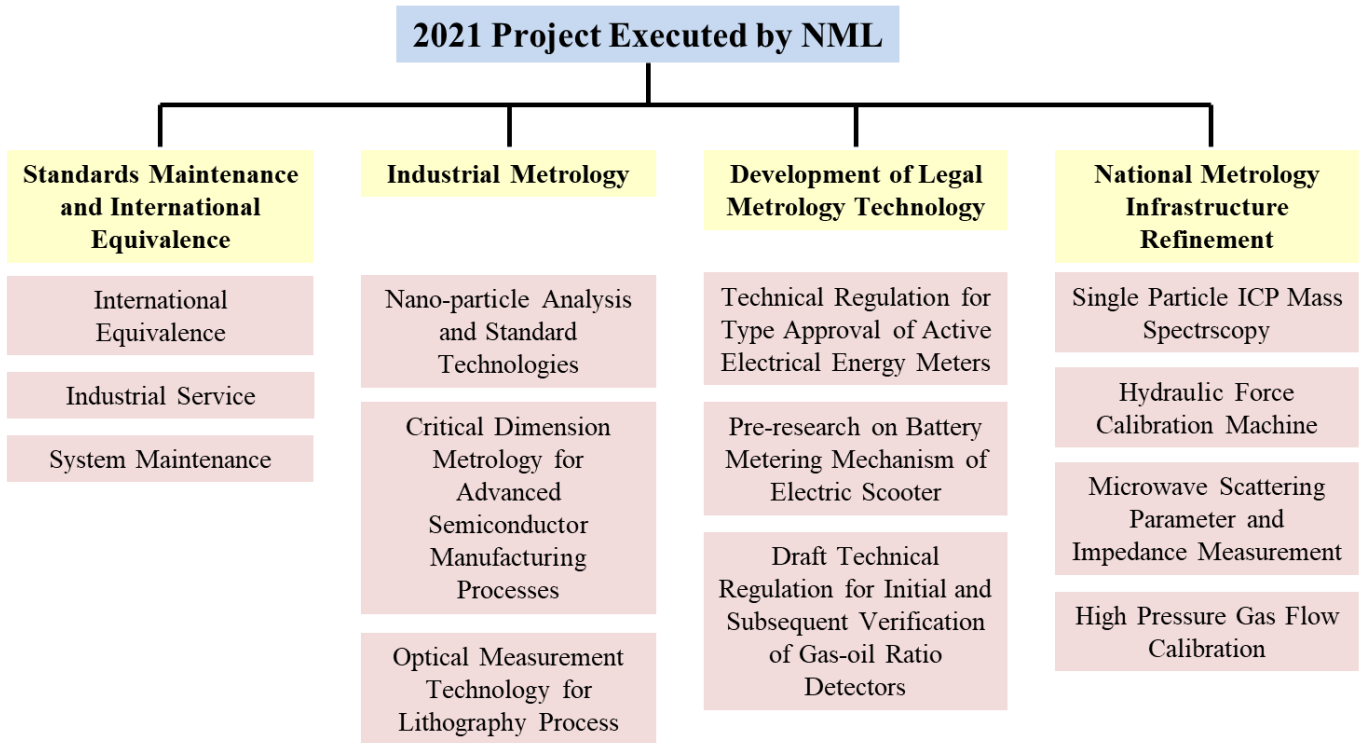 2021 Project Executed by NML
Standards Maintenance
and International
Equivalence
International
Equivalence
Industrial Service
System Maintenance
Industrial Metrology
Nano-particle Analysis
and Standard
Technologies
Critical Dimension
Metrology for
Advanced
Semiconductor
Manufacturing
Processes
Optical Measurement
Technology for
Lithography Process
Development of Legal
Metrology Technology
Technical Regulation for
Type Approval of Active
Electrical Energy Meters
Pre-research on Battery
Metering Mechanism of
Electric Scooter
Draft Technical
Regulation for Initial and
Subsequent Verification
of Gas-oil Ratio
Detectors
National Metrology
Infrastructure
Refinement
Single Particle ICP Mass
Spectrscopy
Hydraulic Force
Calibration Machine
Microwave Scattering
Parameter and
Impedance Measurement
High Pressure Gas Flow
Calibration